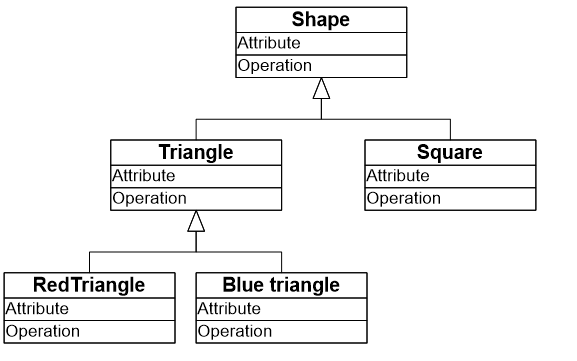 Shape
Attribute
Operation
Triangle
Attribute
Operation
Square
Attribute
Operation
RedTriangle
Attribute
Operation
Blue triangle
Attribute
Operation